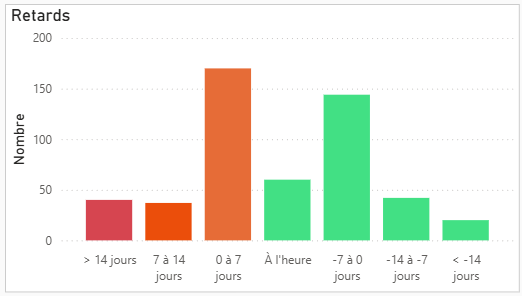 Retards
200
150
100
50
0
Nombre
> 14 jours
7 à 14
jours
0 à 7
jours
À l'heure
-7 à 0
jours
-14 à -7
jours
< -14
jours